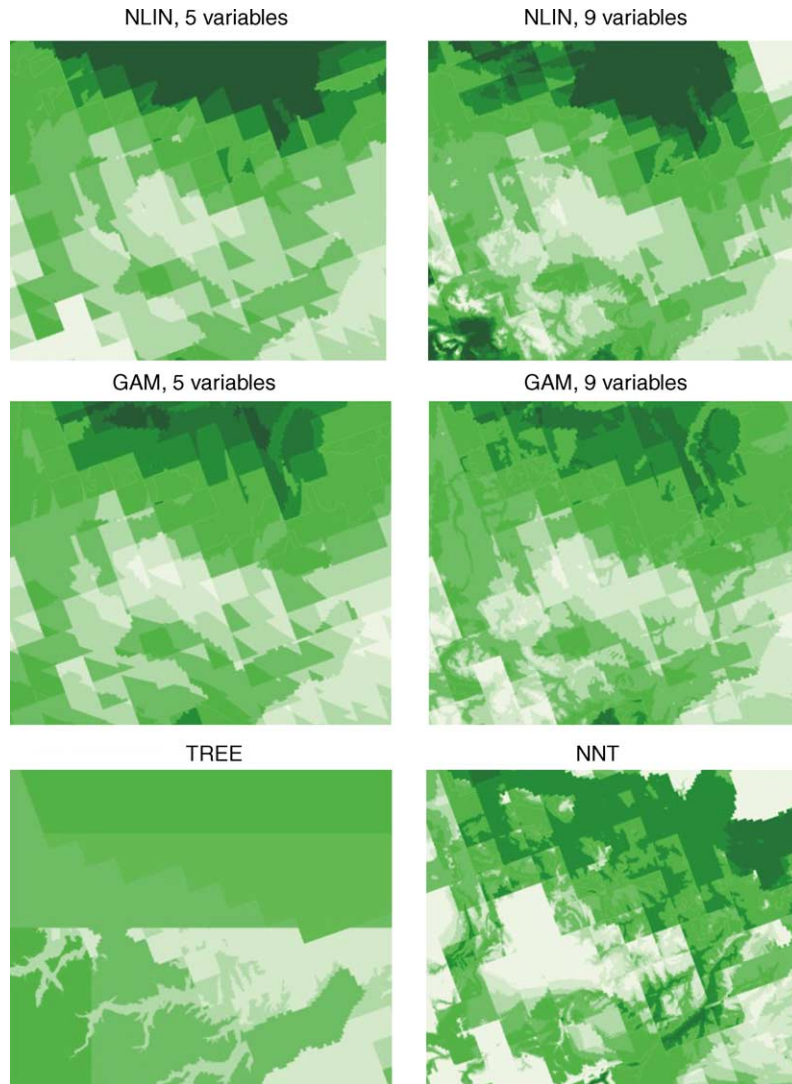 NLIN, 5 variables
NLIN, 9 variables
GAM, 5 variables
GAM, 9 variables
TREE
NNT